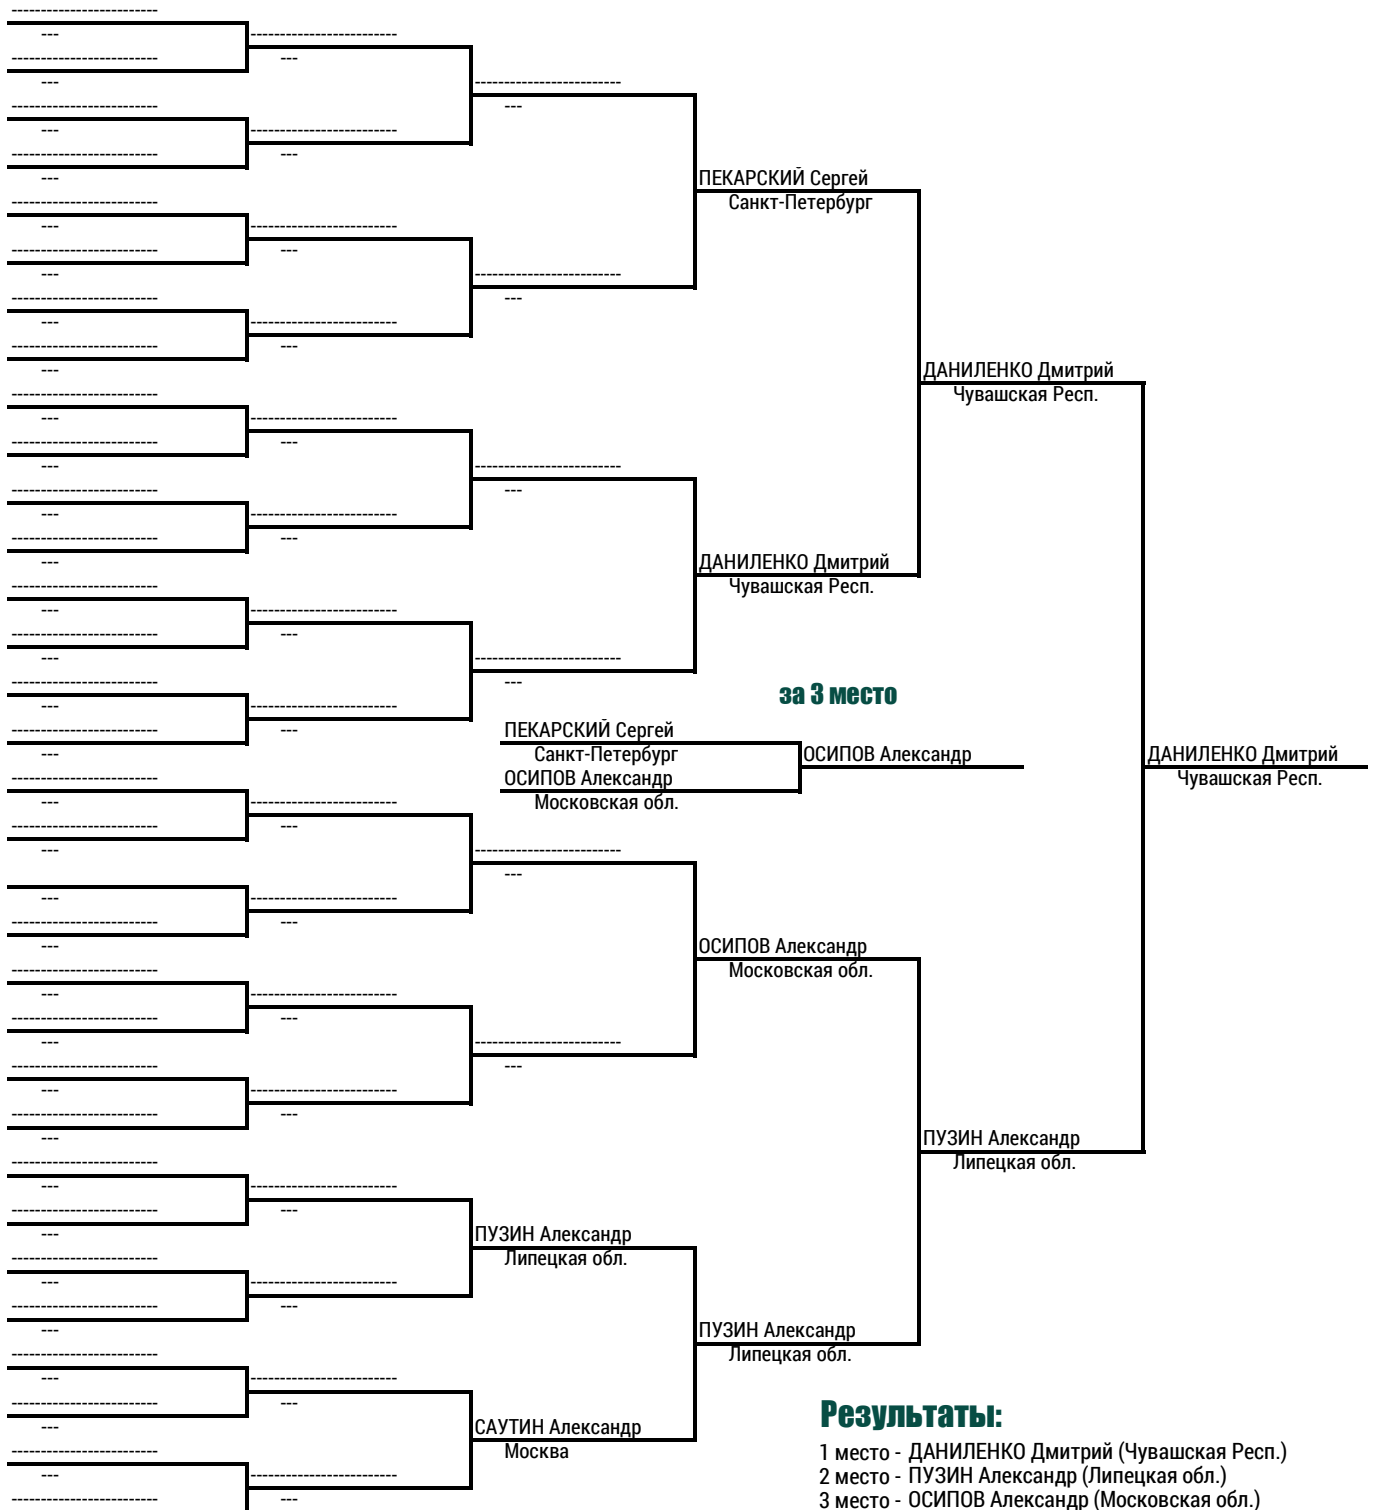 ПЕКАРСКИЙ Сергей
Санкт-Петербург
ДАНИЛЕНКО Дмитрий
Чувашская Респ.
ДАНИЛЕНКО Дмитрий
Чувашская Респ.
за 3 место
ПЕКАРСКИЙ Сергей
Санкт-Петербург
ОСИПОВ Александр
ОСИПОВ Александр
Московская обл.
ДАНИЛЕНКО Дмитрий
Чувашская Респ.
ОСИПОВ Александр
Московская обл.
ПУЗИН Александр
Липецкая обл.
ПУЗИН Александр
Липецкая обл.
ПУЗИН Александр
Липецкая обл.
САУТИН Александр
Москва
Результаты:
1 место - ДАНИЛЕНКО Дмитрий (Чувашская Респ.)
2 место - ПУЗИН Александр (Липецкая обл.)
3 место - ОСИПОВ Александр (Московская обл.)